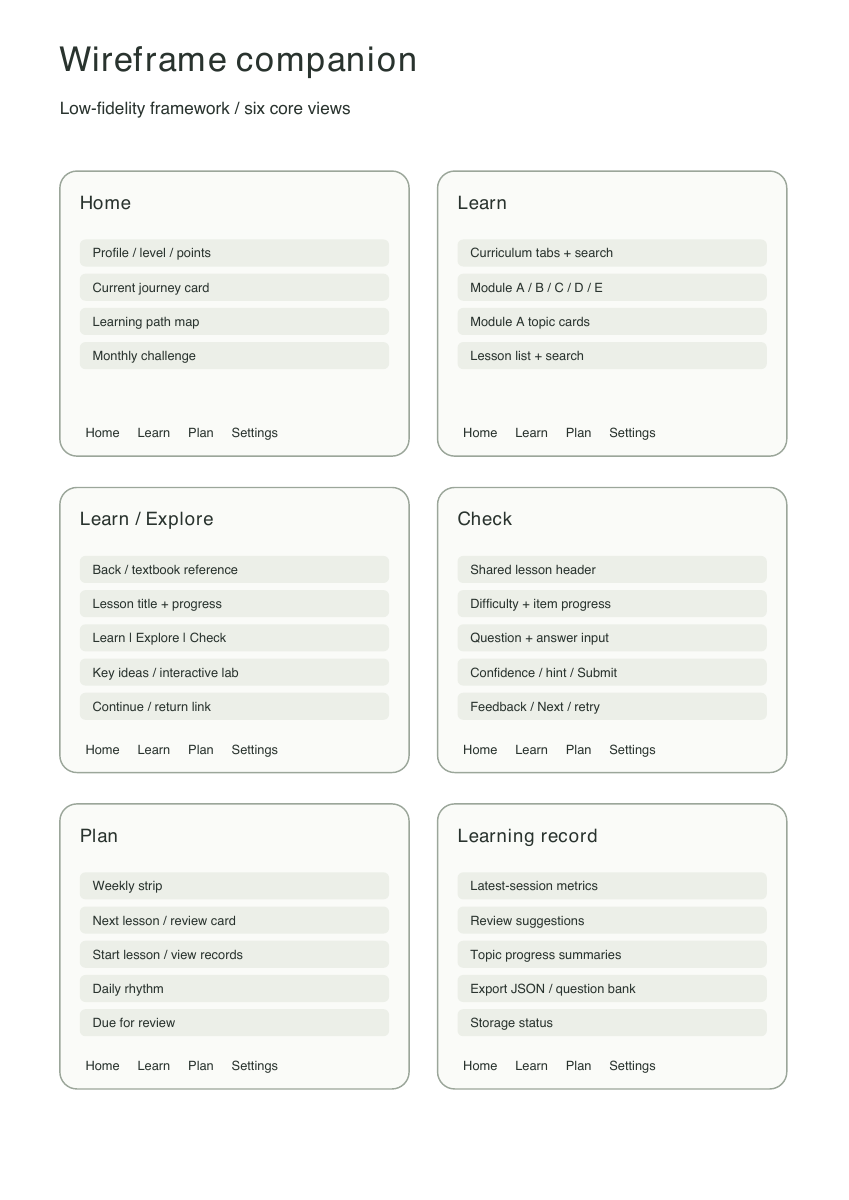 Wireframe companion
Low-fidelity framework / six core views
Home
Profile / level / points
Current journey card
Learning path map
Monthly challenge
Home Learn Plan Settings
Learn
Curriculum tabs + search
Module A / B / C / D / E
Module A topic cards
Lesson list + search
Home Learn Plan Settings
Learn / Explore
Back / textbook reference
Lesson title + progress
Learn | Explore | Check
Key ideas / interactive lab
Continue / return link
Home Learn Plan Settings
Check
Shared lesson header
Difficulty + item progress
Question + answer input
Confidence / hint / Submit
Feedback / Next / retry
Home Learn Plan Settings
Plan
Weekly strip
Next lesson / review card
Start lesson / view records
Daily rhythm
Due for review
Home Learn Plan Settings
Learning record
Latest-session metrics
Review suggestions
Topic progress summaries
Export JSON / question bank
Storage status
Home Learn Plan Settings